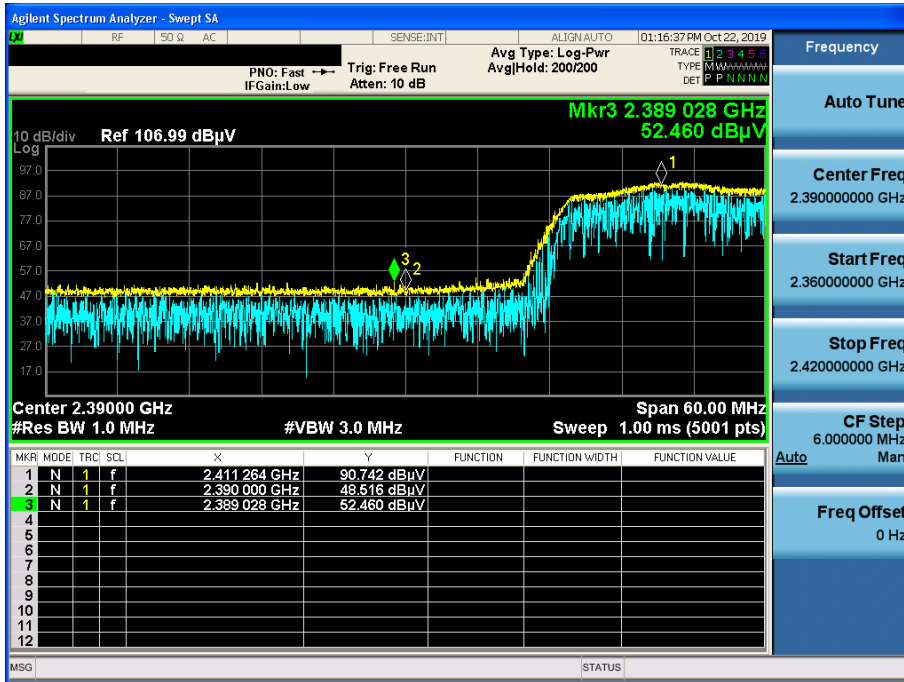 Agilent Spectrum Analyzer - Swept SA
LXI RF 50 Ω AC SENSE:INT ALIGN AUTO 01:16:37 PM Oct 22, 2019
PNO: Fast Trig: Free Run Avg Type: Log-Pwr TRACE 1 2 3 4 5 6
IFGain:Low Atten: 10 dB Avg|Hold: 200/200 TYPE M W W W W W
DET P P N N N N
Mkr3 2.389 028 GHz
52.460 dBµV
10 dB/div Ref 106.99 dBµV
Log
97.0
87.0
77.0
67.0
57.0
47.0
37.0
27.0
17.0
1
3
2
Center 2.39000 GHz Span 60.00 MHz
#Res BW 1.0 MHz #VBW 3.0 MHz Sweep 1.00 ms (5001 pts)
MKR MODE TRC SCL X Y FUNCTION FUNCTION WIDTH FUNCTION VALUE
1 N 1 f 2.411 264 GHz 90.742 dBµV
2 N 1 f 2.390 000 GHz 48.516 dBµV
3 N 1 f 2.389 028 GHz 52.460 dBµV
4
5
6
7
8
9
10
11
12
MSG STATUS
Frequency
Auto Tune
Center Freq
2.390000000 GHz
Start Freq
2.360000000 GHz
Stop Freq
2.420000000 GHz
CF Step
6.000000 MHz
Auto Man
Freq Offset
0 Hz